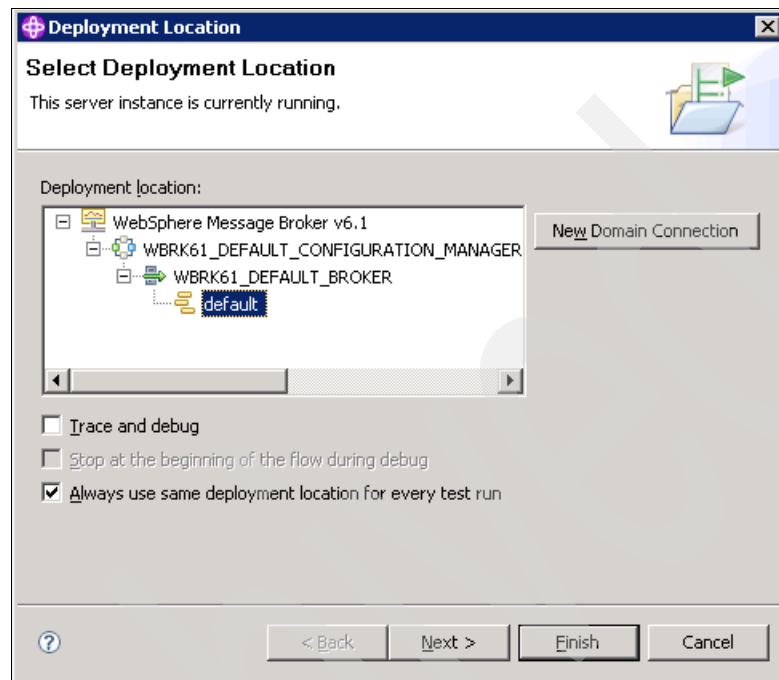 Deployment Location
Select Deployment Location
This server instance is currently running.
Deployment location:
WebSphere Message Broker v6.1
New Domain Connection
WBRK61_DEFAULT_CONFIGURATION_MANAGER
WBRK61_DEFAULT_BROKER
default
Trace and debug
Stop at the beginning of the flow during debug
Always use same deployment location for every test run
?
< Back
Next >
Finish
Cancel